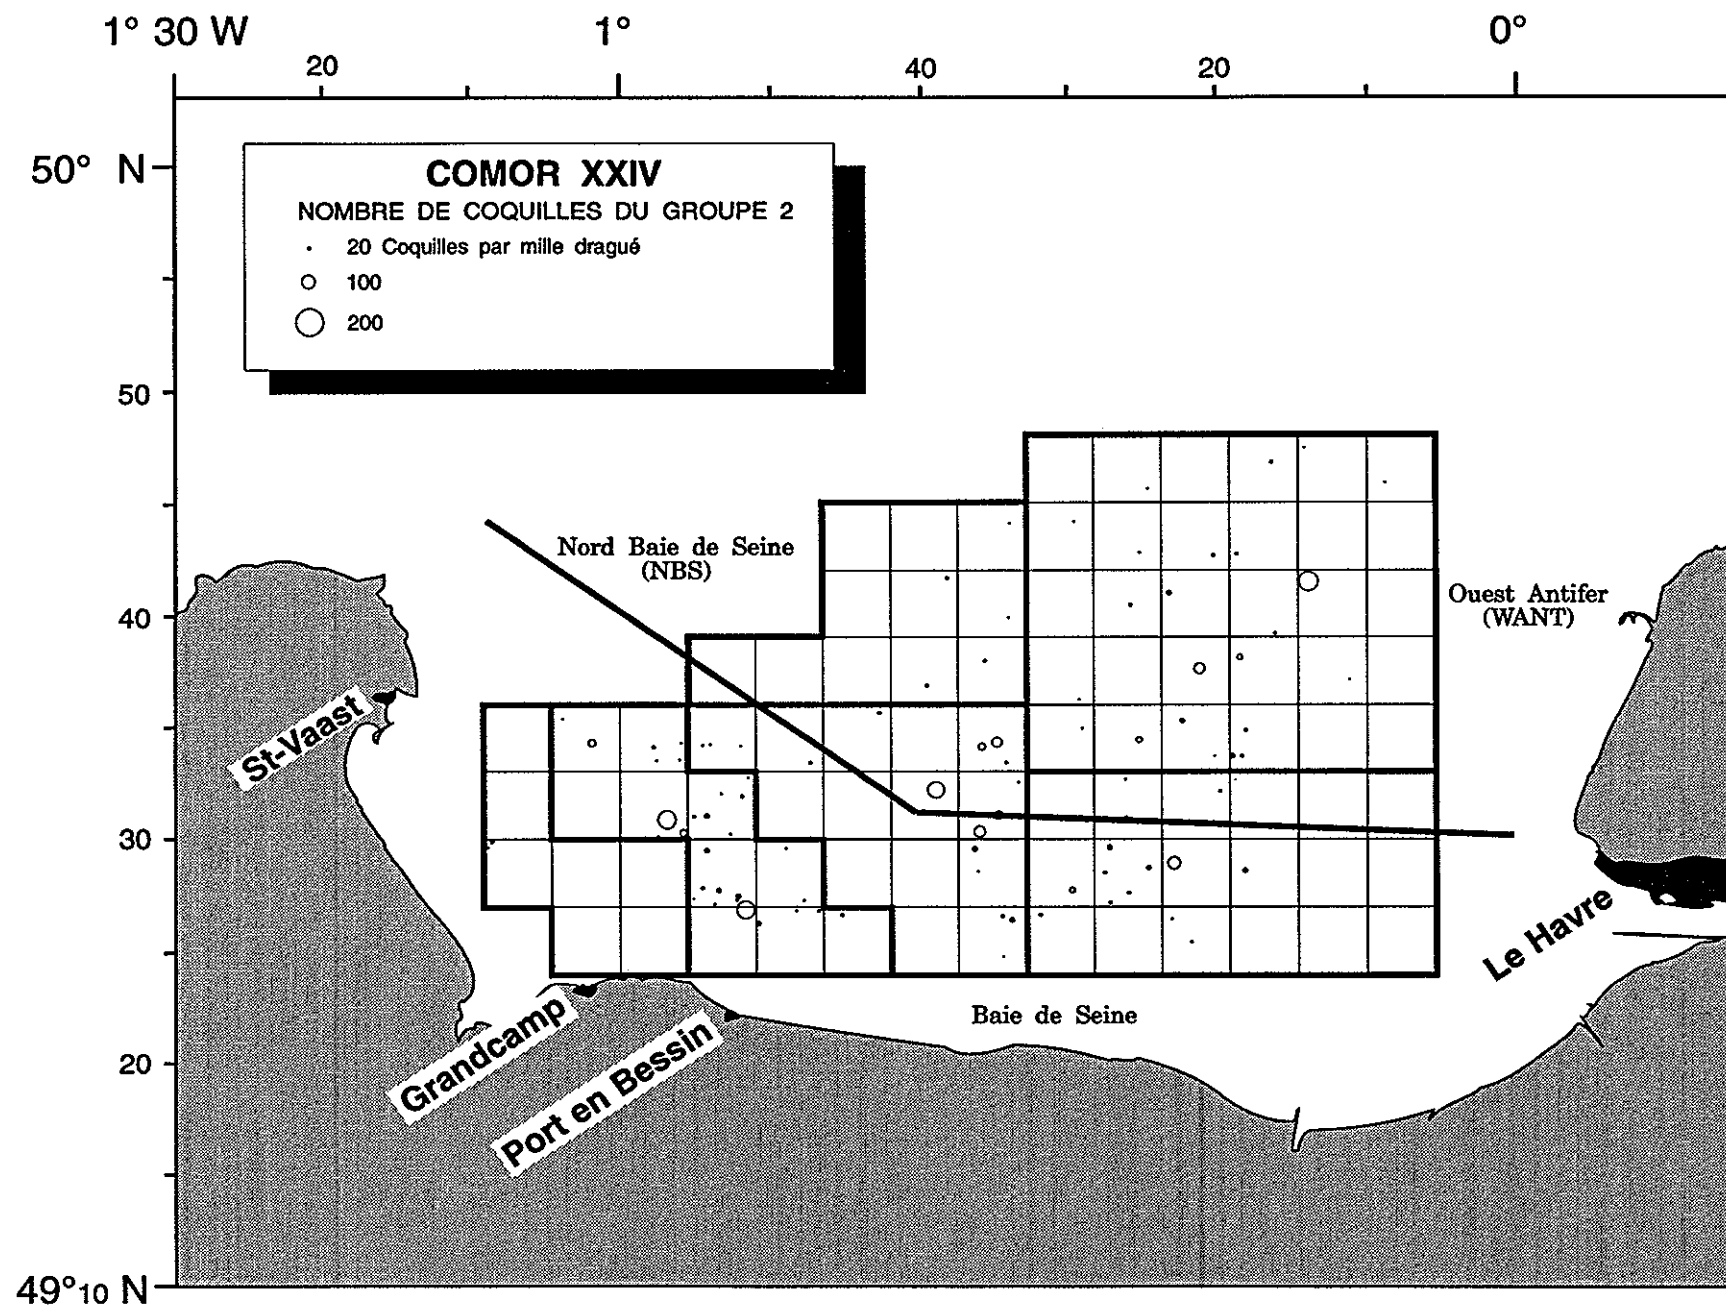 1° 30 W
1°
0°
20
40
20
50° N
COMOR XXIV
NOMBRE DE COQUILLES DU GROUPE 2
20 Coquilles par mille dragué
100
200
50
Nord Baie de Seine
(NBS)
Ouest Antifer
(WANT)
40
St-Vaast
30
Le Havre
Baie de Seine
Grandcamp
Port en Bessin
20
49°10 N